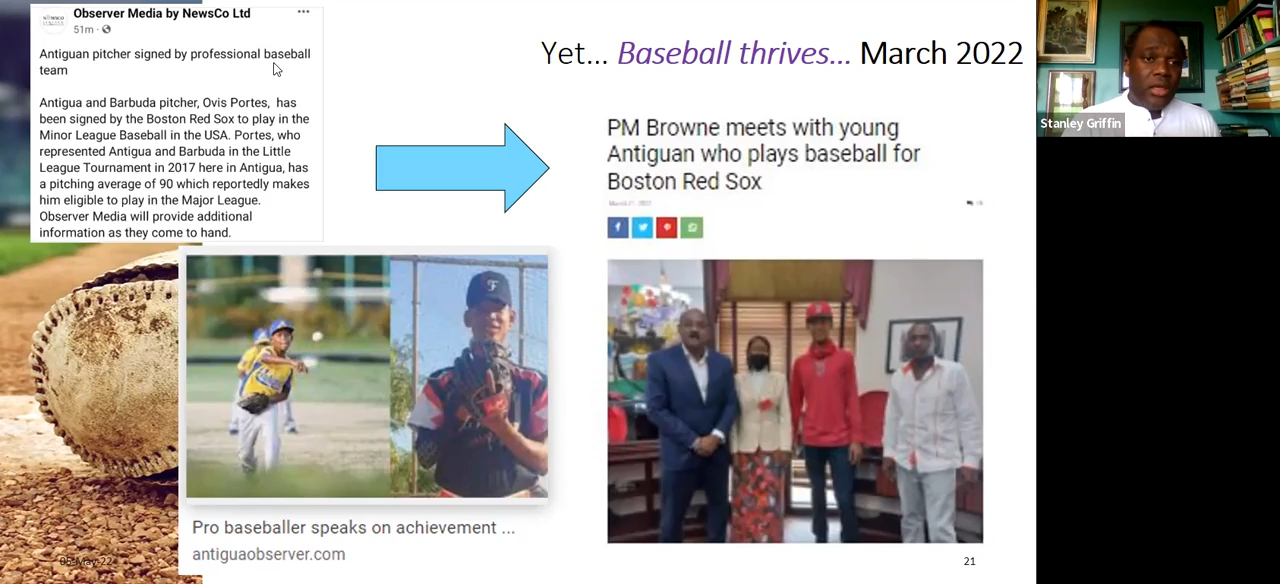 Observer Media by NewsCo Ltd
51m
Antiguan pitcher signed by professional baseball
team
Antigua and Barbuda pitcher, Ovis Portes, has
been signed by the Boston Red Sox to play in the
Minor League Baseball in the USA. Portes, who
represented Antigua and Barbuda in the Little
League Tournament in 2017 here in Antigua, has
a pitching average of 90 which reportedly makes
him eligible to play in the Major League.
Observer Media will provide additional
information as they come to hand.
Yet... Baseball thrives... March 2022
PM Browne meets with young
Antiguan who plays baseball for
Boston Red Sox
Pro baseballer speaks on achievement ...
antiguaobserver.com
21
Stanley Griffin